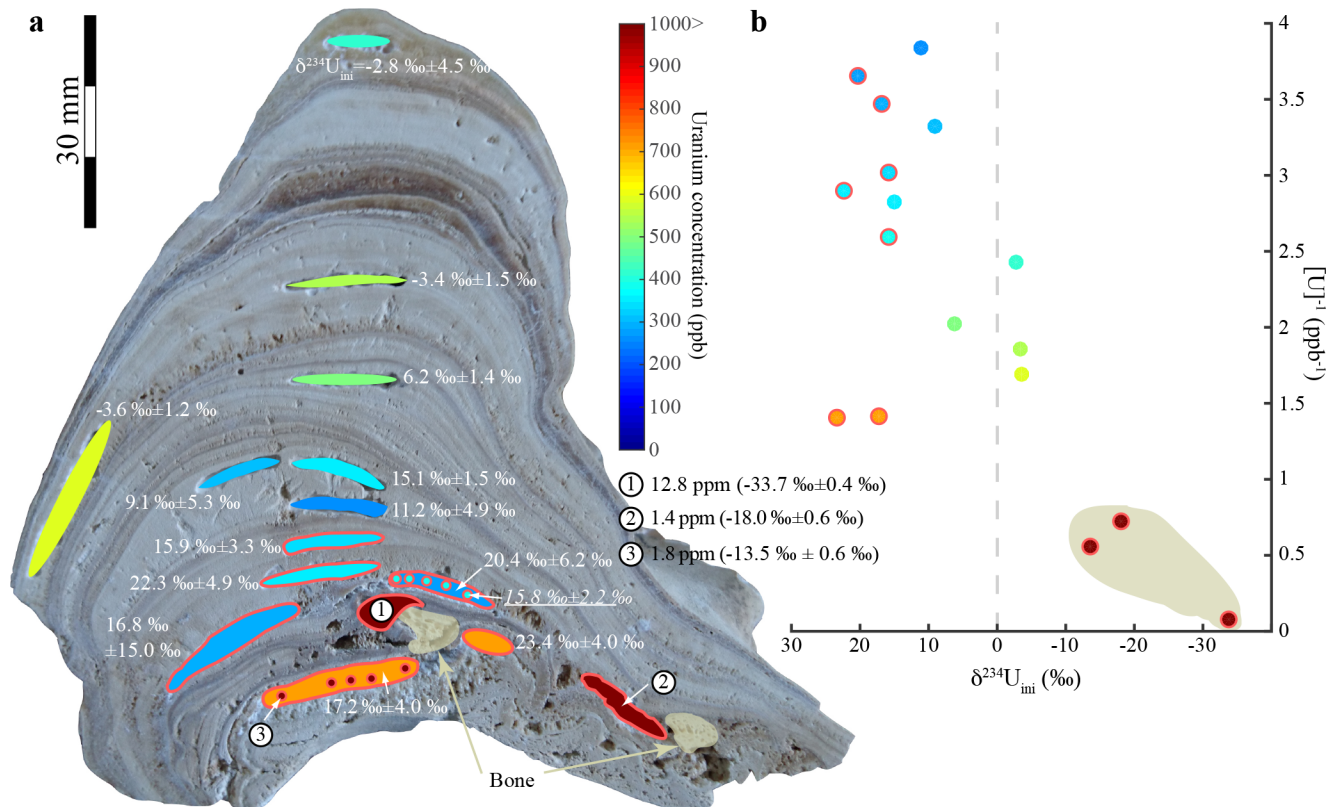 a
30 mm
δ²³⁴U_ini=-2.8 ‰±4.5 ‰
-3.4 ‰±1.5 ‰
6.2 ‰±1.4 ‰
-3.6 ‰±1.2 ‰
9.1 ‰±5.3 ‰
15.1 ‰±1.5 ‰
11.2 ‰±4.9 ‰
15.9 ‰±3.3 ‰
22.3 ‰±4.9 ‰
20.4 ‰±6.2 ‰
15.8 ‰±2.2 ‰
16.8 ‰
±15.0 ‰
23.4 ‰±4.0 ‰
17.2 ‰±4.0 ‰
1
2
3
Bone
1000>
900
800
700
600
500
400
300
200
100
0
Uranium concentration (ppb)
1 12.8 ppm (-33.7 ‰±0.4 ‰)
2 1.4 ppm (-18.0 ‰±0.6 ‰)
3 1.8 ppm (-13.5 ‰ ± 0.6 ‰)
b
4
3.5
3
2.5
2
1.5
1
0.5
0
[U]⁻¹ (ppb⁻¹)
30 20 10 0 -10 -20 -30
δ²³⁴U_ini (‰)